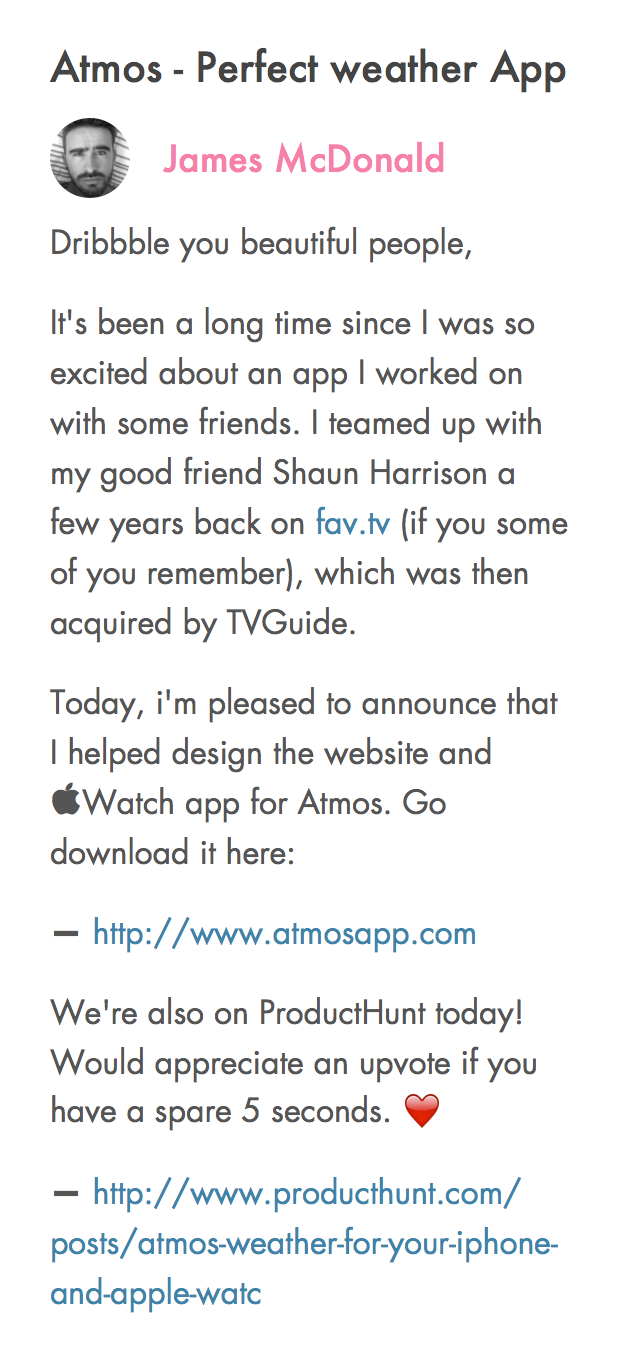 Atmos - Perfect weather App
James McDonald
Dribbble you beautiful people,
It's been a long time since I was so
excited about an app I worked on
with some friends. I teamed up with
my good friend Shaun Harrison a
few years back on fav.tv (if you some
of you remember), which was then
acquired by TVGuide.
Today, i'm pleased to announce that
I helped design the website and
Watch app for Atmos. Go
download it here:
– http://www.atmosapp.com
We're also on ProductHunt today!
Would appreciate an upvote if you
have a spare 5 seconds. ❤️
– http://www.producthunt.com/
posts/atmos-weather-for-your-iphone-
and-apple-watc